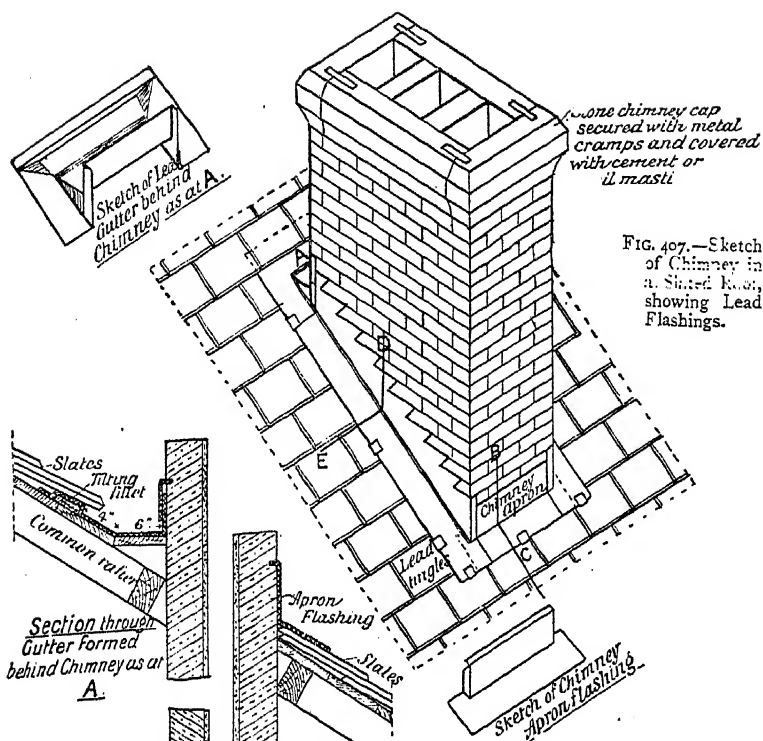 Sketch of Lead
Gutter behind
Chimney as at A.
one chimney cap
secured with metal
cramps and covered
with cement or
il masti
FIG. 407.—Sketch
of Chimney in
a
showing Lead
Flashings.
A
D
E
B
Chimney
apron
C
Lead
tingles
Slates
Tilting
fillet
4"
6"
Common rafter
Section through
Gutter formed
behind Chimney as at
A.
Apron
Flashing
Slates
Sketch of Chimney
Apron flashing